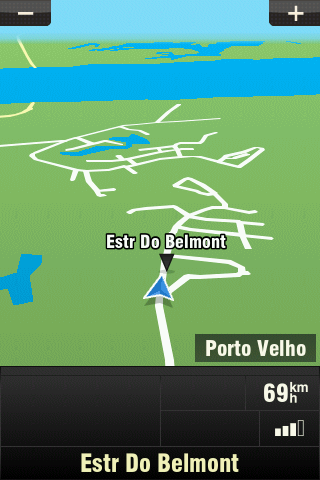 − +
Estr Do Belmont
Porto Velho
69 km/h
Estr Do Belmont